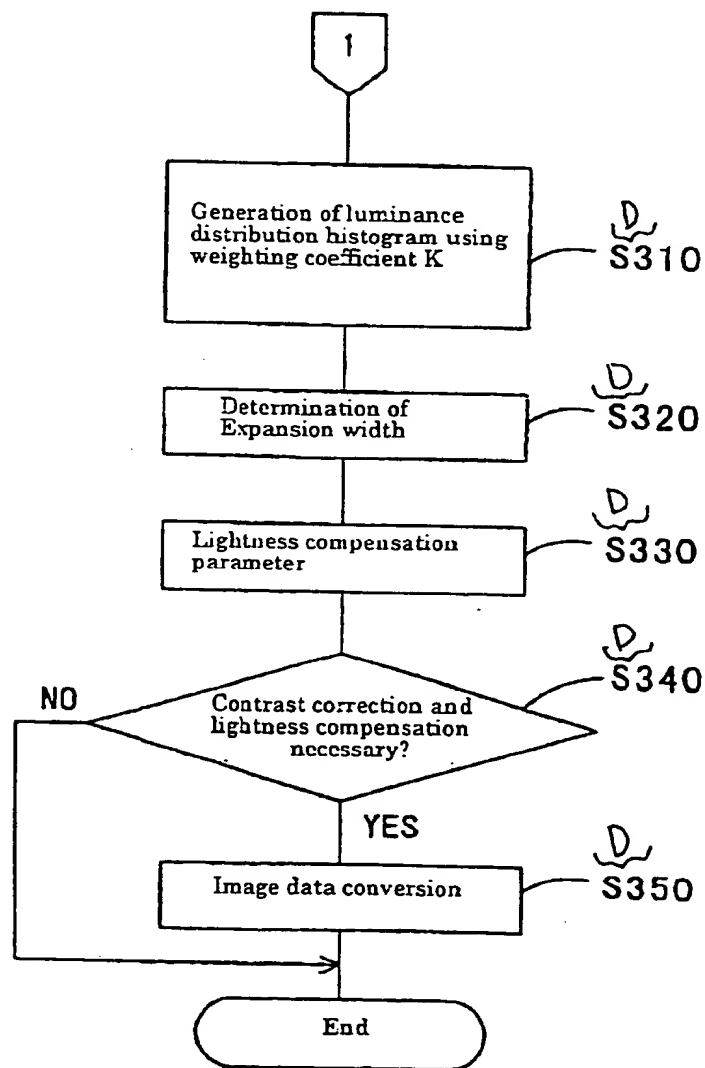 1
Generation of luminance
distribution histogram using
weighting coefficient K
D
S310
Determination of
Expansion width
D
S320
Lightness compensation
parameter
D
S330
D
S340
NO
Contrast correction and
lightness compensation
necessary?
YES
D
S350
Image data conversion
End